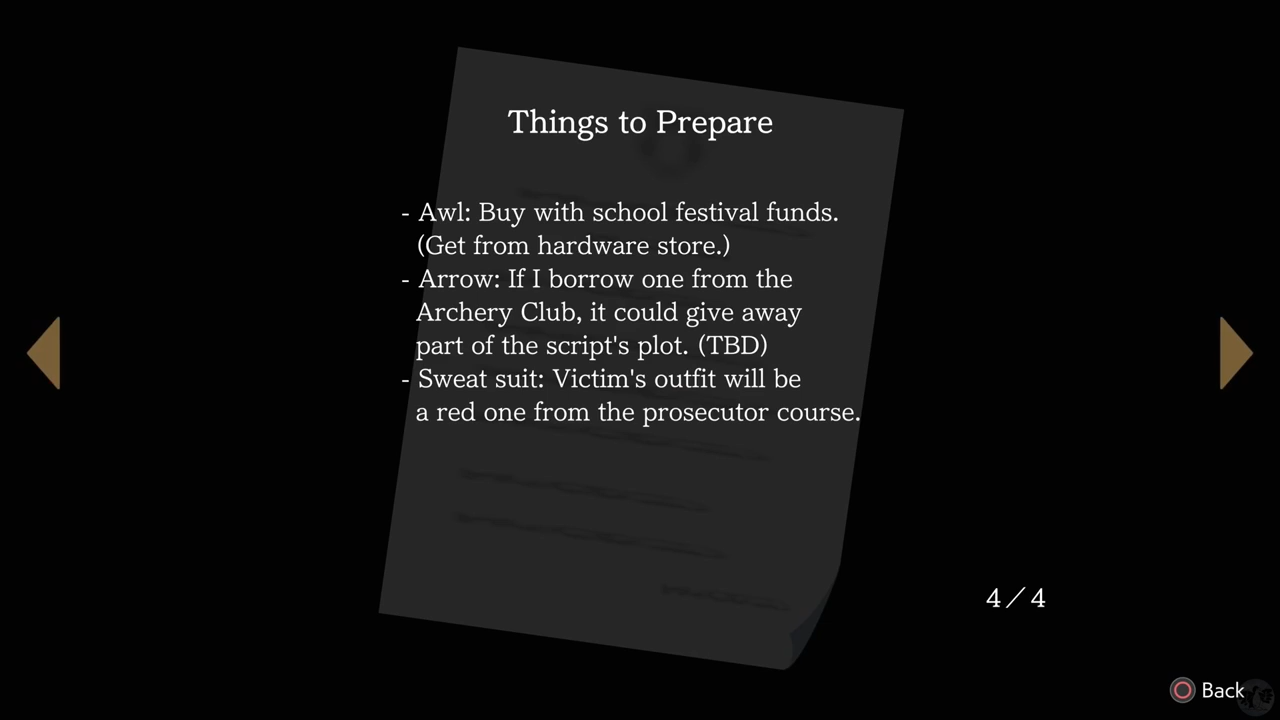 Things to Prepare
- Awl: Buy with school festival funds.
(Get from hardware store.)
- Arrow: If I borrow one from the
Archery Club, it could give away
part of the script's plot. (TBD)
- Sweat suit: Victim's outfit will be
a red one from the prosecutor course.
4／4
Back